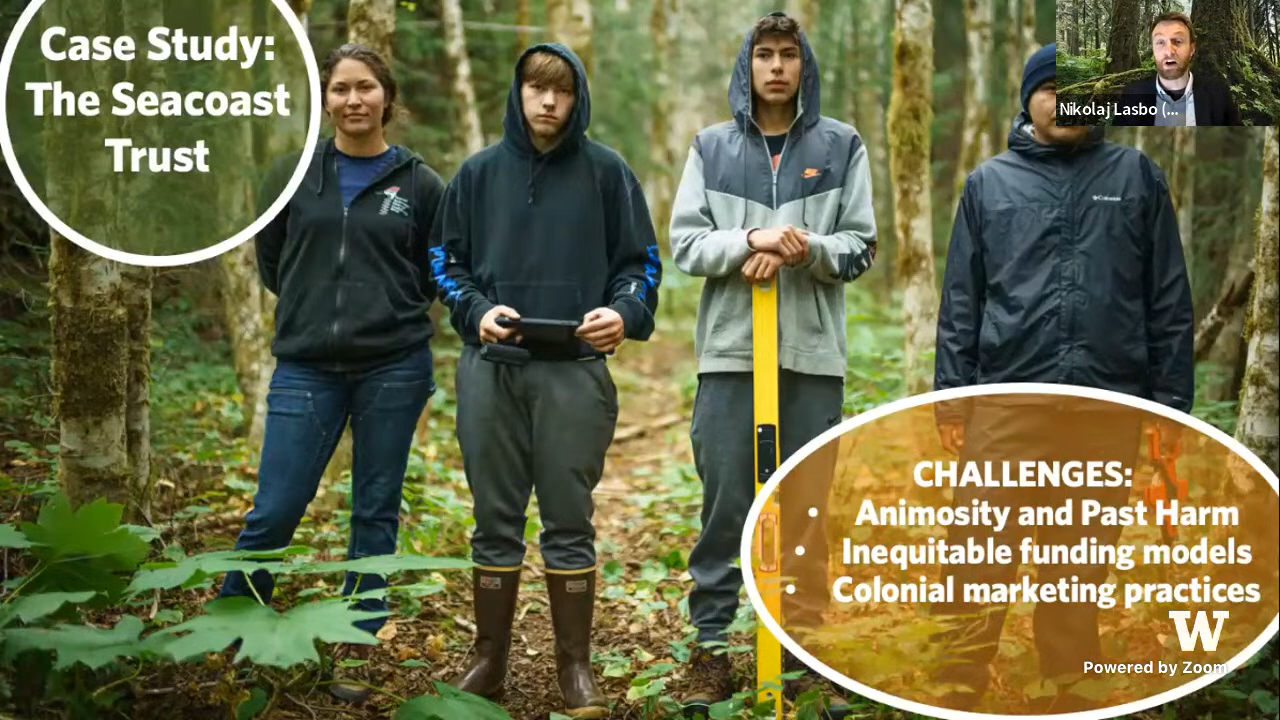 Case Study:
The Seacoast
Trust
Nikolaj Lasbo (...
Columbia
CHALLENGES:
• Animosity and Past Harm
• Inequitable funding models
• Colonial marketing practices
W
Powered by Zoom